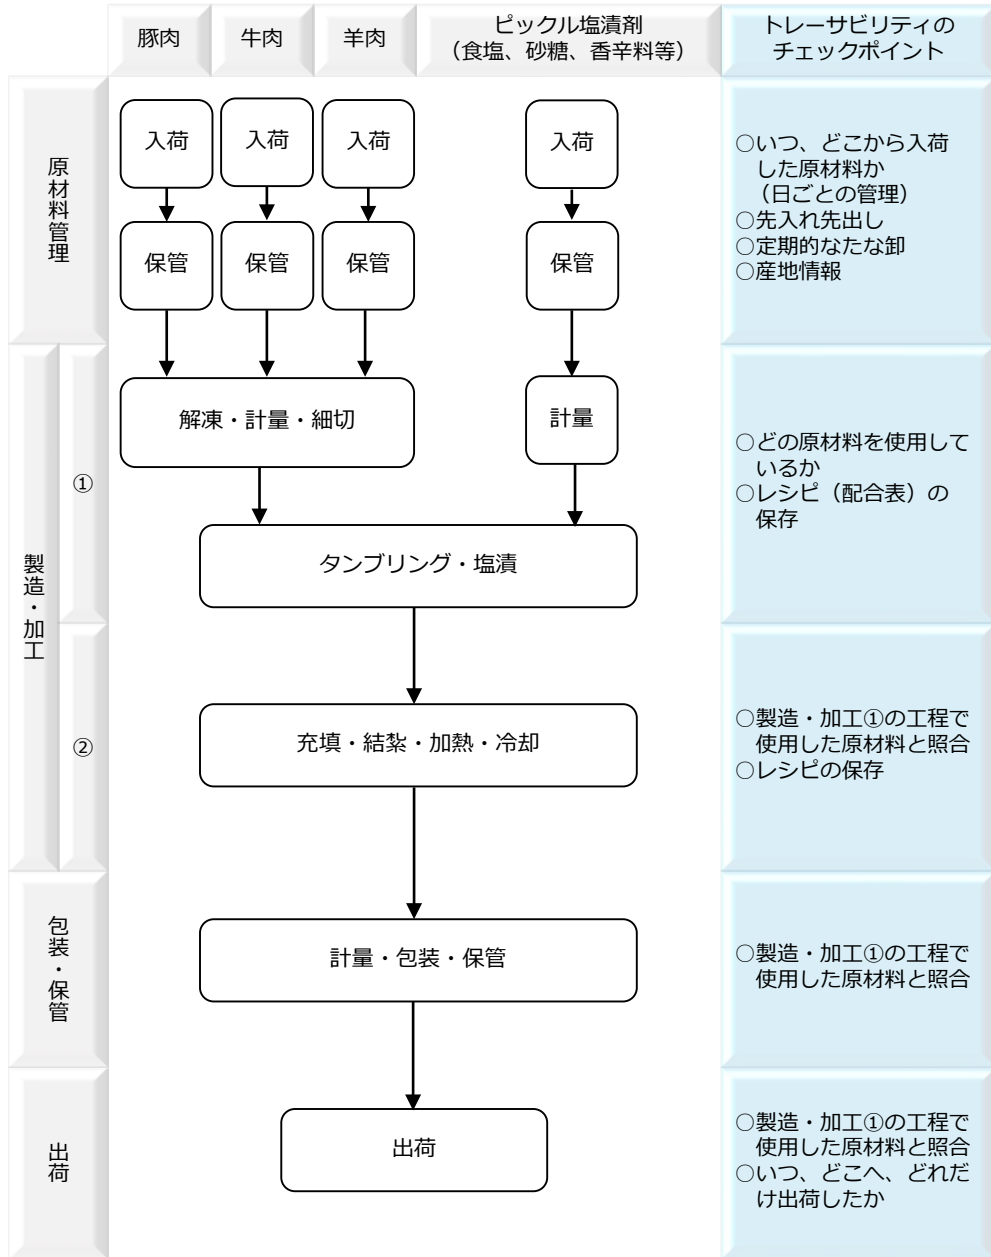 豚肉
牛肉
羊肉
ピックル塩漬剤
（食塩、砂糖、香辛料等）
トレーサビリティの
チェックポイント
原材料管理
入荷
入荷
入荷
入荷
保管
保管
保管
保管
○いつ、どこから入荷
した原材料か
（日ごとの管理）
○先入れ先出し
○定期的なたな卸
○産地情報
製造・加工
①
解凍・計量・細切
計量
タンブリング・塩漬
○どの原材料を使用して
いるか
○レシピ（配合表）の
保存
②
充填・結紮・加熱・冷却
○製造・加工①の工程で
使用した原材料と照合
○レシピの保存
包装・保管
計量・包装・保管
○製造・加工①の工程で
使用した原材料と照合
出荷
出荷
○製造・加工①の工程で
使用した原材料と照合
○いつ、どこへ、どれだ
け出荷したか